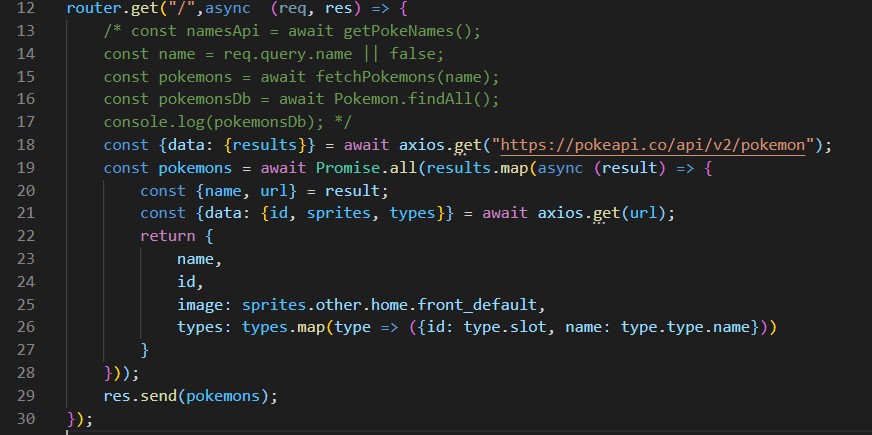 12 router.get("/",async  (req, res) => {
13     /* const namesApi = await getPokeNames();
14     const name = req.query.name || false;
15     const pokemons = await fetchPokemons(name);
16     const pokemonsDb = await Pokemon.findAll();
17     console.log(pokemonsDb); */
18     const {data: {results}} = await axios.get("https://pokeapi.co/api/v2/pokemon");
19     const pokemons = await Promise.all(results.map(async (result) => {
20         const {name, url} = result;
21         const {data: {id, sprites, types}} = await axios.get(url);
22         return {
23             name,
24             id,
25             image: sprites.other.home.front_default,
26             types: types.map(type => ({id: type.slot, name: type.type.name}))
27         }
28     }));
29     res.send(pokemons);
30 });